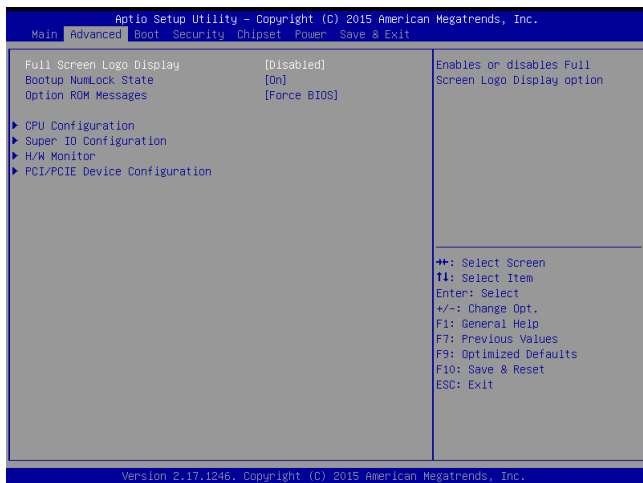 Aptio Setup Utility – Copyright (C) 2015 American Megatrends, Inc.
Main Advanced Boot Security Chipset Power Save & Exit
Full Screen Logo Display [Disabled]
Bootup NumLock State [On]
Option ROM Messages [Force BIOS]
▶ CPU Configuration
▶ Super IO Configuration
▶ H/W Monitor
▶ PCI/PCIE Device Configuration
Enables or disables Full
Screen Logo Display option
→←: Select Screen
↑↓: Select Item
Enter: Select
+/-: Change Opt.
F1: General Help
F7: Previous Values
F9: Optimized Defaults
F10: Save & Reset
ESC: Exit
Version 2.17.1246. Copyright (C) 2015 American Megatrends, Inc.